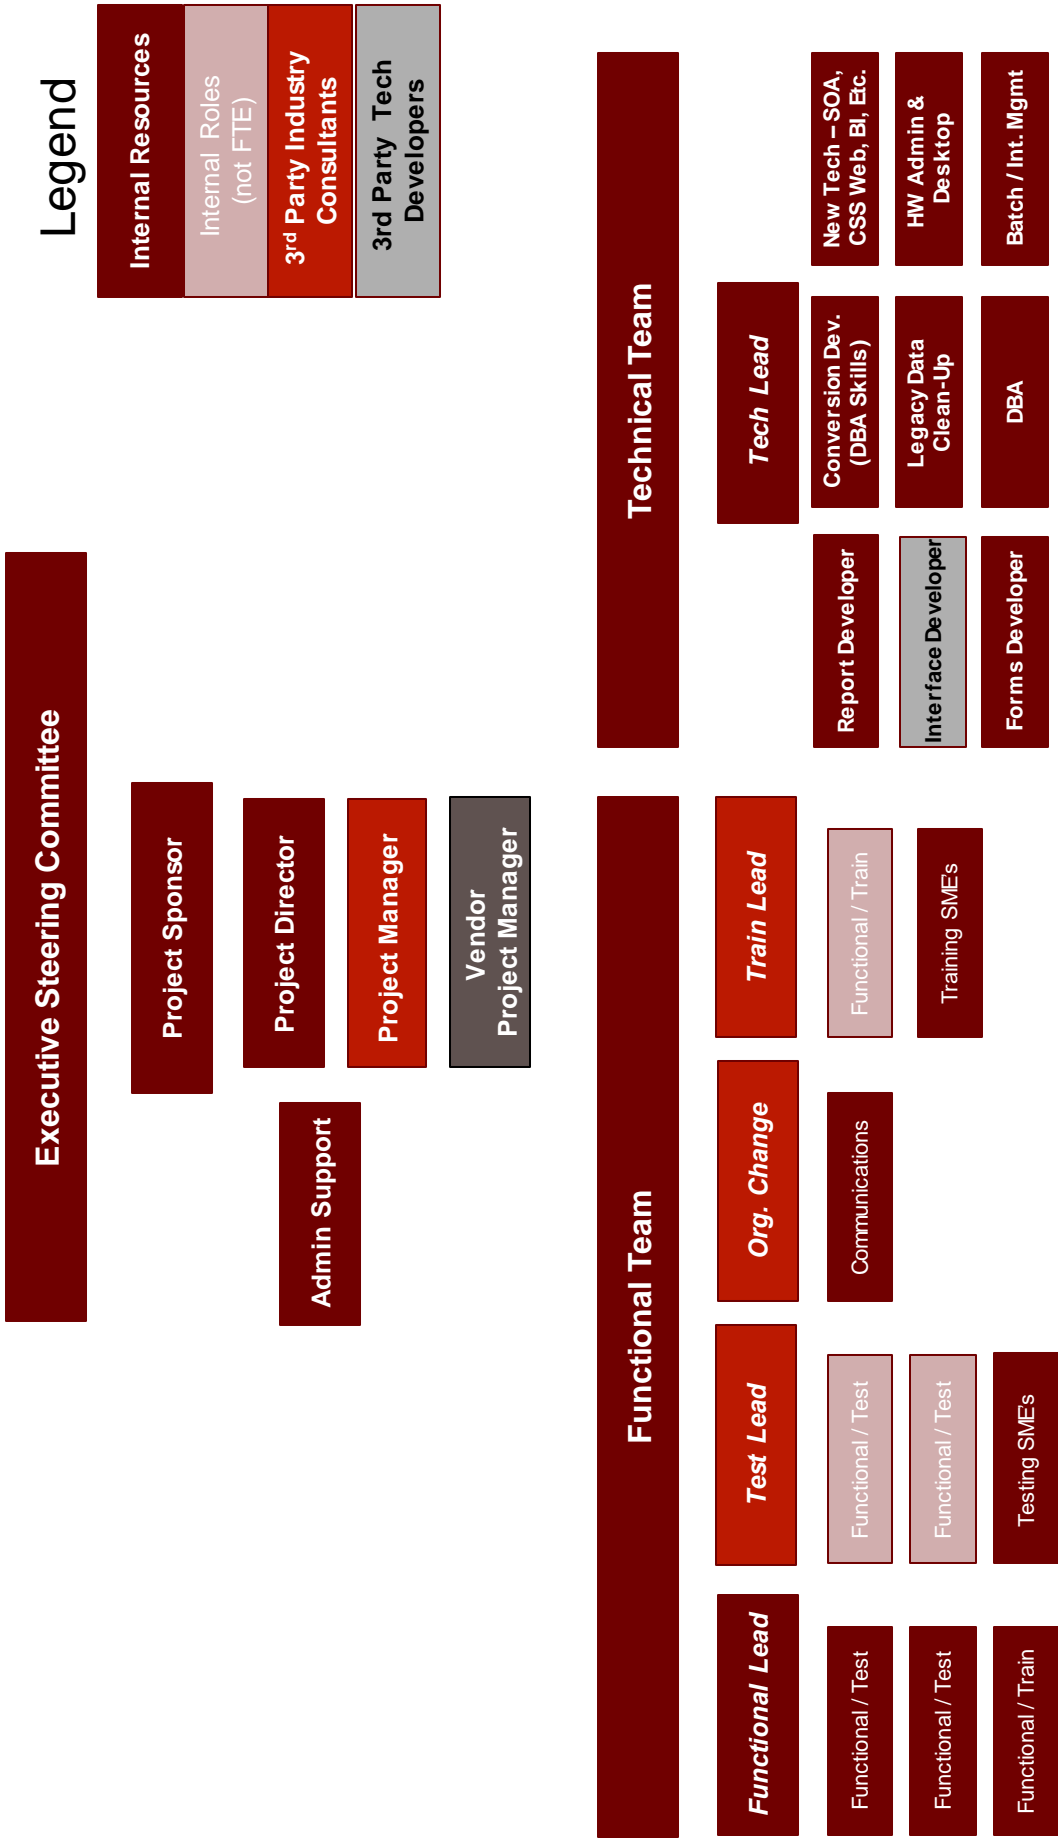 Legend
Internal Resources
Internal Roles
(not FTE)
3rd Party Industry
Consultants
3rd Party Tech
Developers
Executive Steering Committee
Project Sponsor
Project Director
Admin Support
Project Manager
Vendor
Project Manager
Functional Team
Technical Team
Functional Lead
Test Lead
Org. Change
Train Lead
Tech Lead
Functional / Test
Functional / Test
Functional / Train
Functional / Test
Functional / Test
Testing SME's
Communications
Functional / Train
Training SME's
Report Developer
Interface Developer
Forms Developer
Conversion Dev.
(DBA Skills)
Legacy Data
Clean-Up
DBA
New Tech – SOA,
CSS Web, BI, Etc.
HW Admin &
Desktop
Batch / Int. Mgmt